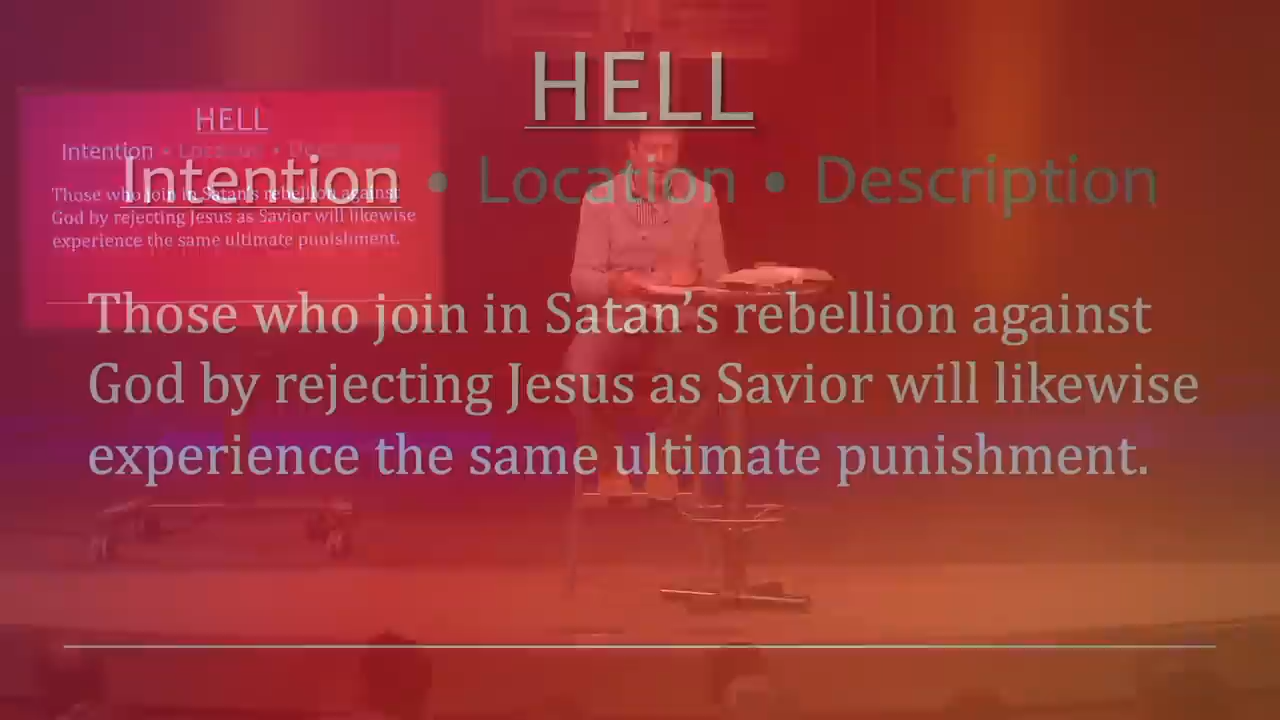 HELL
Intention • Location • Description
Those who join in Satan's rebellion against
God by rejecting Jesus as Savior will likewise
experience the same ultimate punishment.
HELL
Intention • Location • Description
Those who join in Satan's rebellion against
God by rejecting Jesus as Savior will likewise
experience the same ultimate punishment.